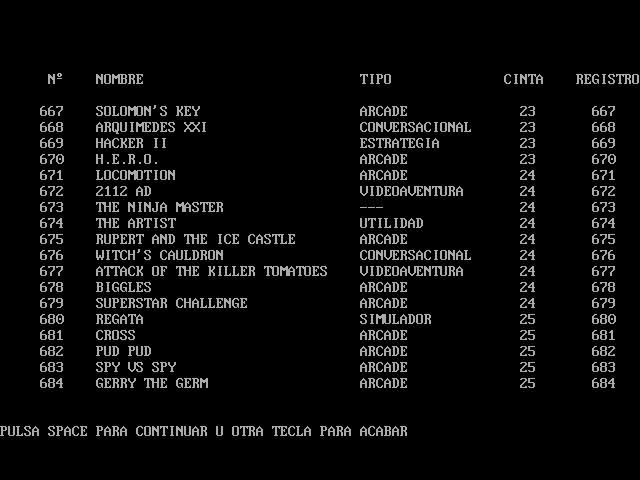 Nº NOMBRE TIPO CINTA REGISTRO
667 SOLOMON'S KEY ARCADE 23 667
668 ARQUIMEDES XXI CONVERSACIONAL 23 668
669 HACKER II ESTRATEGIA 23 669
670 H.E.R.O. ARCADE 23 670
671 LOCOMOTION ARCADE 24 671
672 2112 AD VIDEOAVENTURA 24 672
673 THE NINJA MASTER --- 24 673
674 THE ARTIST UTILIDAD 24 674
675 RUPERT AND THE ICE CASTLE ARCADE 24 675
676 WITCH'S CAULDRON CONVERSACIONAL 24 676
677 ATTACK OF THE KILLER TOMATOES VIDEOAVENTURA 24 677
678 BIGGLES ARCADE 24 678
679 SUPERSTAR CHALLENGE ARCADE 24 679
680 REGATA SIMULADOR 25 680
681 CROSS ARCADE 25 681
682 PUD PUD ARCADE 25 682
683 SPY VS SPY ARCADE 25 683
684 GERRY THE GERM ARCADE 25 684
PULSA SPACE PARA CONTINUAR U OTRA TECLA PARA ACABAR